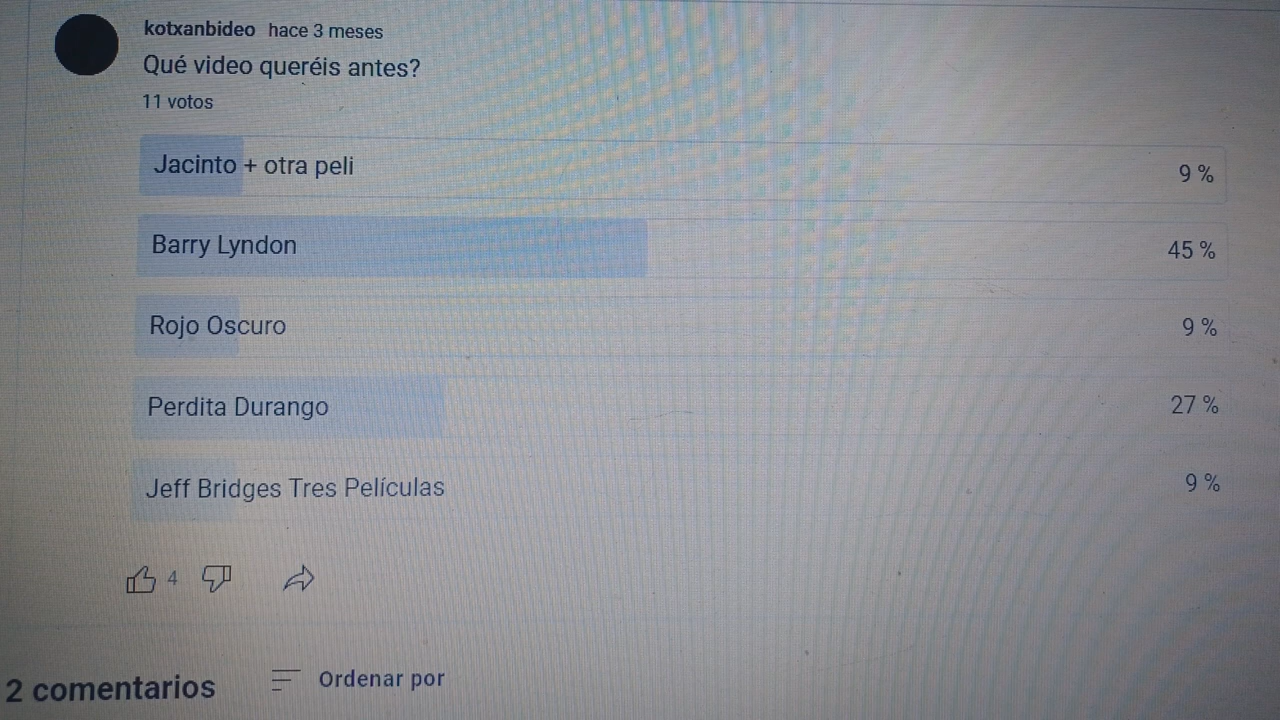 kotxanbideo hace 3 meses
Qué video queréis antes?
11 votos
Jacinto + otra peli 9 %
Barry Lyndon 45 %
Rojo Oscuro 9 %
Perdita Durango 27 %
Jeff Bridges Tres Películas 9 %
4
2 comentarios Ordenar por